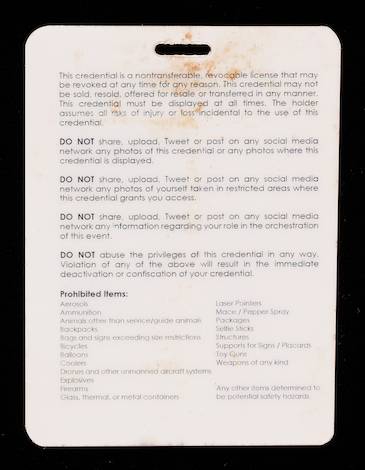 This credential is a nontransferable, revocable license that may
be revoked at any time for any reason. This credential may not
be sold, resold, offered for resale or transferred in any manner.
This credential must be displayed at all times. The holder
assumes all risks of injury or loss incidental to the use of this
credential.
DO NOT share, upload, Tweet or post on any social media
network any photos of this credential or any photos where this
credential is displayed.
DO NOT share, upload, Tweet or post on any social media
network any photos of yourself taken in restricted areas where
this credential grants you access.
DO NOT share, upload, Tweet or post on any social media
network any information regarding your role in the orchestration
of this event.
DO NOT abuse the privileges of this credential in any way.
Violation of any of the above will result in the immediate
deactivation or confiscation of your credential.
Prohibited Items:
Aerosols
Ammunition
Animals other than service/guide animals
Backpacks
Bags and signs exceeding size restrictions
Bicycles
Balloons
Coolers
Drones and other unmanned aircraft systems
Explosives
Firearms
Glass, thermal, or metal containers
Laser Pointers
Mace / Pepper Spray
Packages
Selfie Sticks
Structures
Supports for Signs / Placards
Toy Guns
Weapons of any kind
Any other items determined to
be potential safety hazards